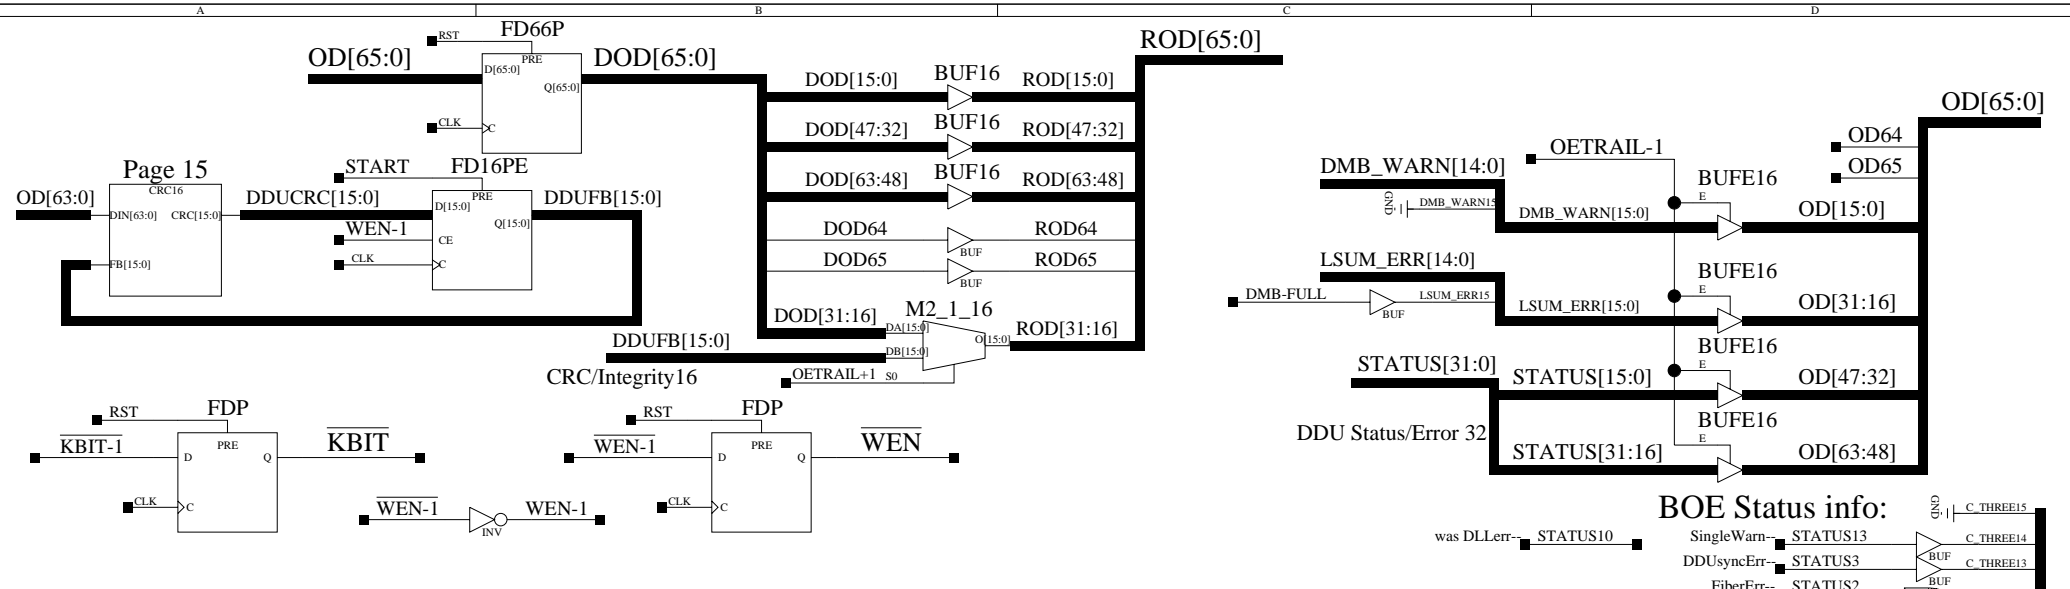 A B C D
RST FD66P
OD[65:0] PRE DOD[65:0]
D[65:0]
Q[65:0]
CLK C
Page 15
CRC16
OD[63:0] DIN[63:0] CRC[15:0] DDUCRC[15:0]
FB[15:0]
START FD16PE
PRE
D[15:0] DDUFB[15:0]
Q[15:0]
WEN-1 CE
CLK C
ROD[65:0]
DOD[15:0] BUF16 ROD[15:0]
DOD[47:32] BUF16 ROD[47:32]
DOD[63:48] BUF16 ROD[63:48]
DOD64 BUF ROD64
DOD65 BUF ROD65
DOD[31:16] M2_1_16
DA[15:0] O[15:0] ROD[31:16]
DDUFB[15:0] DB[15:0]
CRC/Integrity16 OETRAIL+1 S0
RST FDP
KBIT-1 PRE KBIT
D Q
CLK C
RST FDP
WEN-1 PRE WEN
D Q
CLK C
WEN-1 INV WEN-1
OD[65:0]
OD64
OD65
OETRAIL-1
DMB_WARN[14:0] BUFE16
GND DMB_WARN15 E
DMB_WARN[15:0] OD[15:0]
LSUM_ERR[14:0] BUFE16
E
DMB-FULL BUF LSUM_ERR15 LSUM_ERR[15:0] OD[31:16]
BUFE16
STATUS[31:0] E
STATUS[15:0] OD[47:32]
BUFE16
DDU Status/Error 32 E
STATUS[31:16] OD[63:48]
BOE Status info:
GND C_THREE15
was DLLerr-- STATUS10
SingleWarn-- STATUS13 BUF C_THREE14
DDUsyncErr-- STATUS3 BUF C_THREE13
FiberErr-- STATUS2